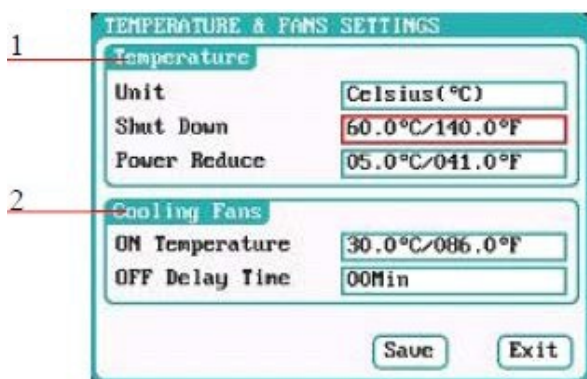 TEMPERATURE & FANS SETTINGS
1
Temperature
Unit Celsius(°C)
Shut Down 60.0°C/140.0°F
Power Reduce 05.0°C/041.0°F
2
Cooling Fans
ON Temperature 30.0°C/086.0°F
OFF Delay Time 00Min
Save Exit